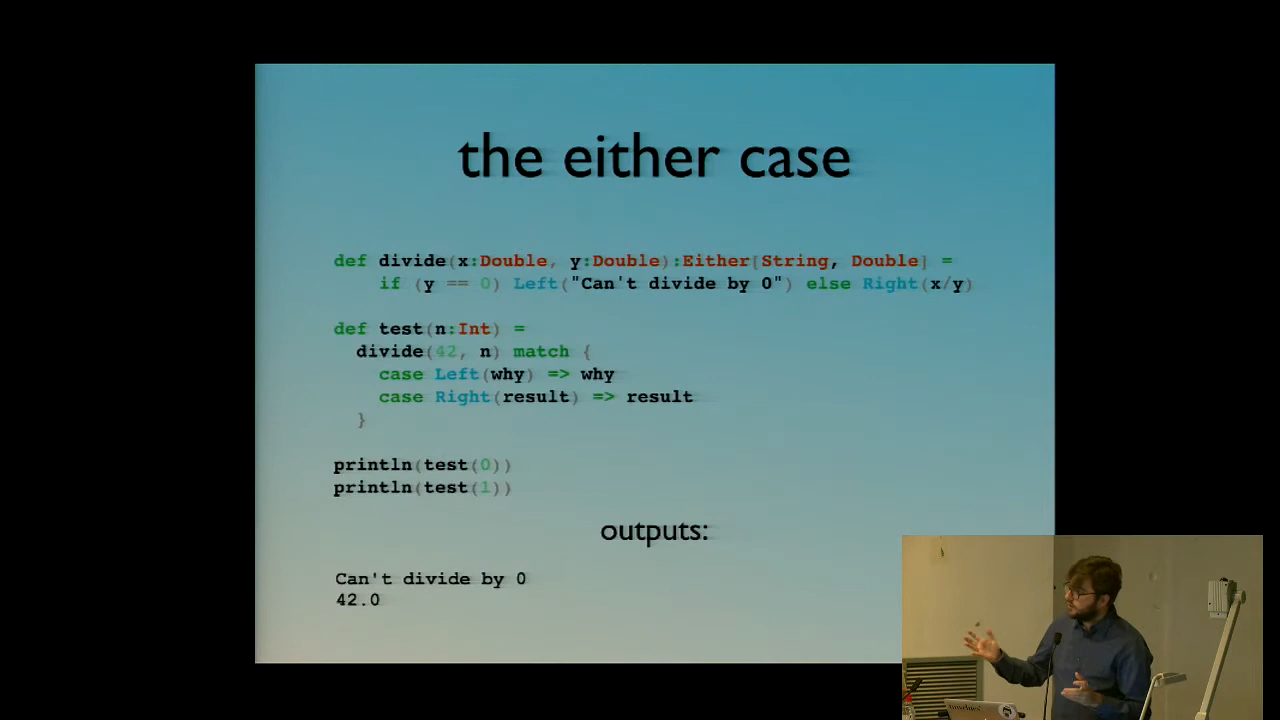 the either case
def divide(x:Double, y:Double):Either[String, Double] =
if (y == 0) Left("Can't divide by 0") else Right(x/y)
def test(n:Int) =
divide(42, n) match {
case Left(why) => why
case Right(result) => result
}
println(test(0))
println(test(1))
outputs:
Can't divide by 0
42.0